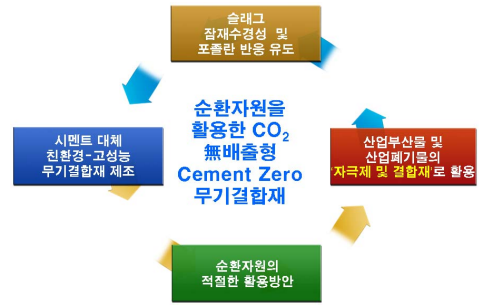 슬래그
잠재수경성 및
포졸란 반응 유도
시멘트 대체
친환경-고성능
무기결합재 제조
순환자원을
활용한 CO₂
無배출형
Cement Zero
무기결합재
산업부산물 및
산업폐기물의
'자극제 및 결합재'로 활용
순환자원의
적절한 활용방안